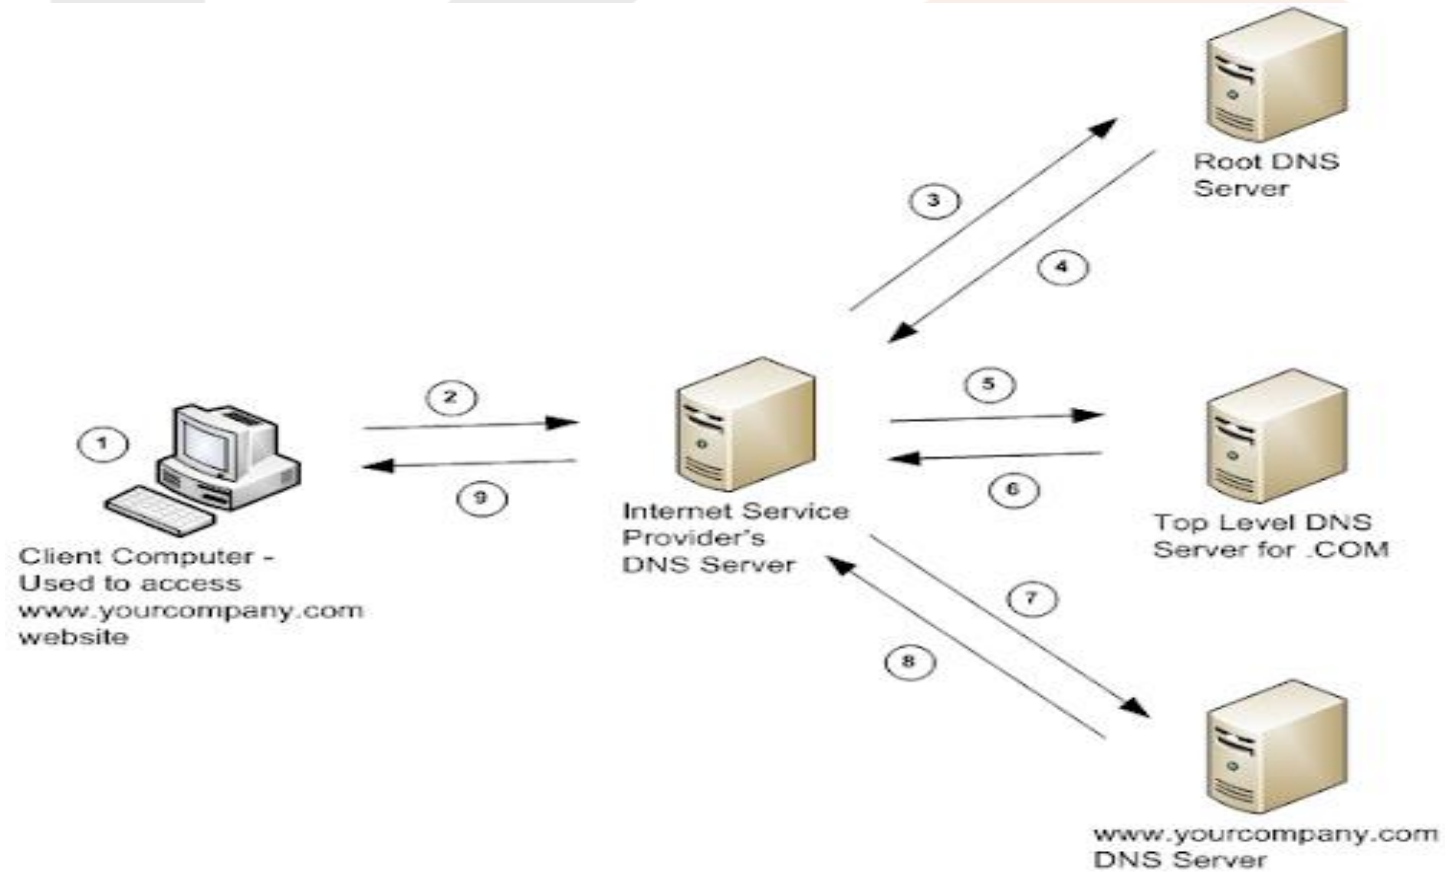 Root DNS
Server
3
4
2
5
1
9
6
Internet Service
Provider's
DNS Server
Top Level DNS
Server for .COM
Client Computer -
Used to access
www.yourcompany.com
website
7
8
www.yourcompany.com
DNS Server